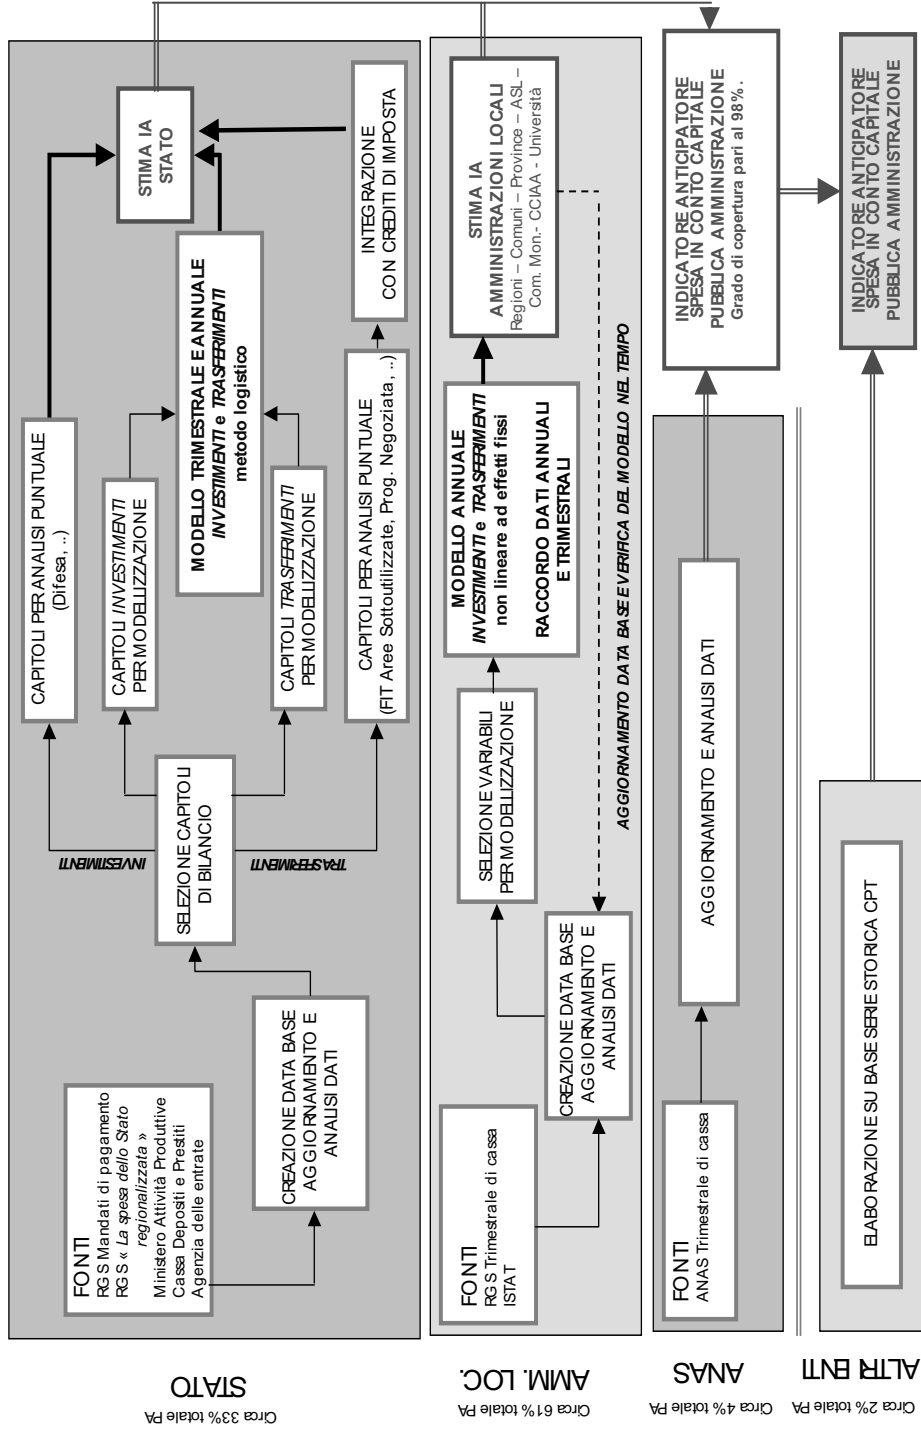 STATO
Circa 33% totale PA
FONTI
RGS Mandati di pagamento
RGS « La spesa dello Stato
regionalizzata »
Ministero Attività Produttive
Cassa Depositi e Prestiti
Agenzia delle entrate
CREAZIONE DATA BASE
AGGIORNAMENTO E
ANALISI DATI
SELEZIONE CAPITOLI
DI BILANCIO
INVESTIMENTI
TRASFERIMENTI
CAPITOLI PER ANALISI PUNTUALE
(Difesa, ..)
CAPITOLI INVESTIMENTI
PER MODELLIZZAZIONE
CAPITOLI TRASFERIMENTI
PER MODELLIZZAZIONE
CAPITOLI PER ANALISI PUNTUALE
(FIT Aree Sottoutilizzate, Prog. Negoziata, ..)
MODELLO TRIMESTRALE E ANNUALE
INVESTIMENTI e TRASFERIMENTI
metodo logistico
INTEGRAZIONE
CON CREDITI DI IMPOSTA
STIMA IA
STATO
AMM. LOC.
Circa 61% totale PA
FONTI
RGS Trimestrale di cassa
ISTAT
CREAZIONE DATA BASE
AGGIORNAMENTO E
ANALISI DATI
SELEZIONE VARIABILI
PER MODELLIZZAZIONE
MODELLO ANNUALE
INVESTIMENTI e TRASFERIMENTI
non lineare ad effetti fissi
RACCORDO DATI ANNUALI
E TRIMESTRALI
STIMA IA
AMMINISTRAZIONI LOCALI
Regioni – Comuni – Province – ASL –
Com. Mon.- CCIAA - Università
AGGIORNAMENTO DATA BASE E VERIFICA DEL MODELLO NEL TEMPO
ANAS
Circa 4% totale PA
FONTI
ANAS Trimestrale di cassa
AGGIORNAMENTO E ANALISI DATI
INDICATORE ANTICIPATORE
SPESA IN CONTO CAPITALE
PUBBLICA AMMINISTRAZIONE
Grado di copertura pari al 98%.
ALTRI ENTI
Circa 2% totale PA
ELABORAZIONE SU BASE SERIE STORICA CPT
INDICATORE ANTICIPATORE
SPESA IN CONTO CAPITALE
PUBBLICA AMMINISTRAZIONE